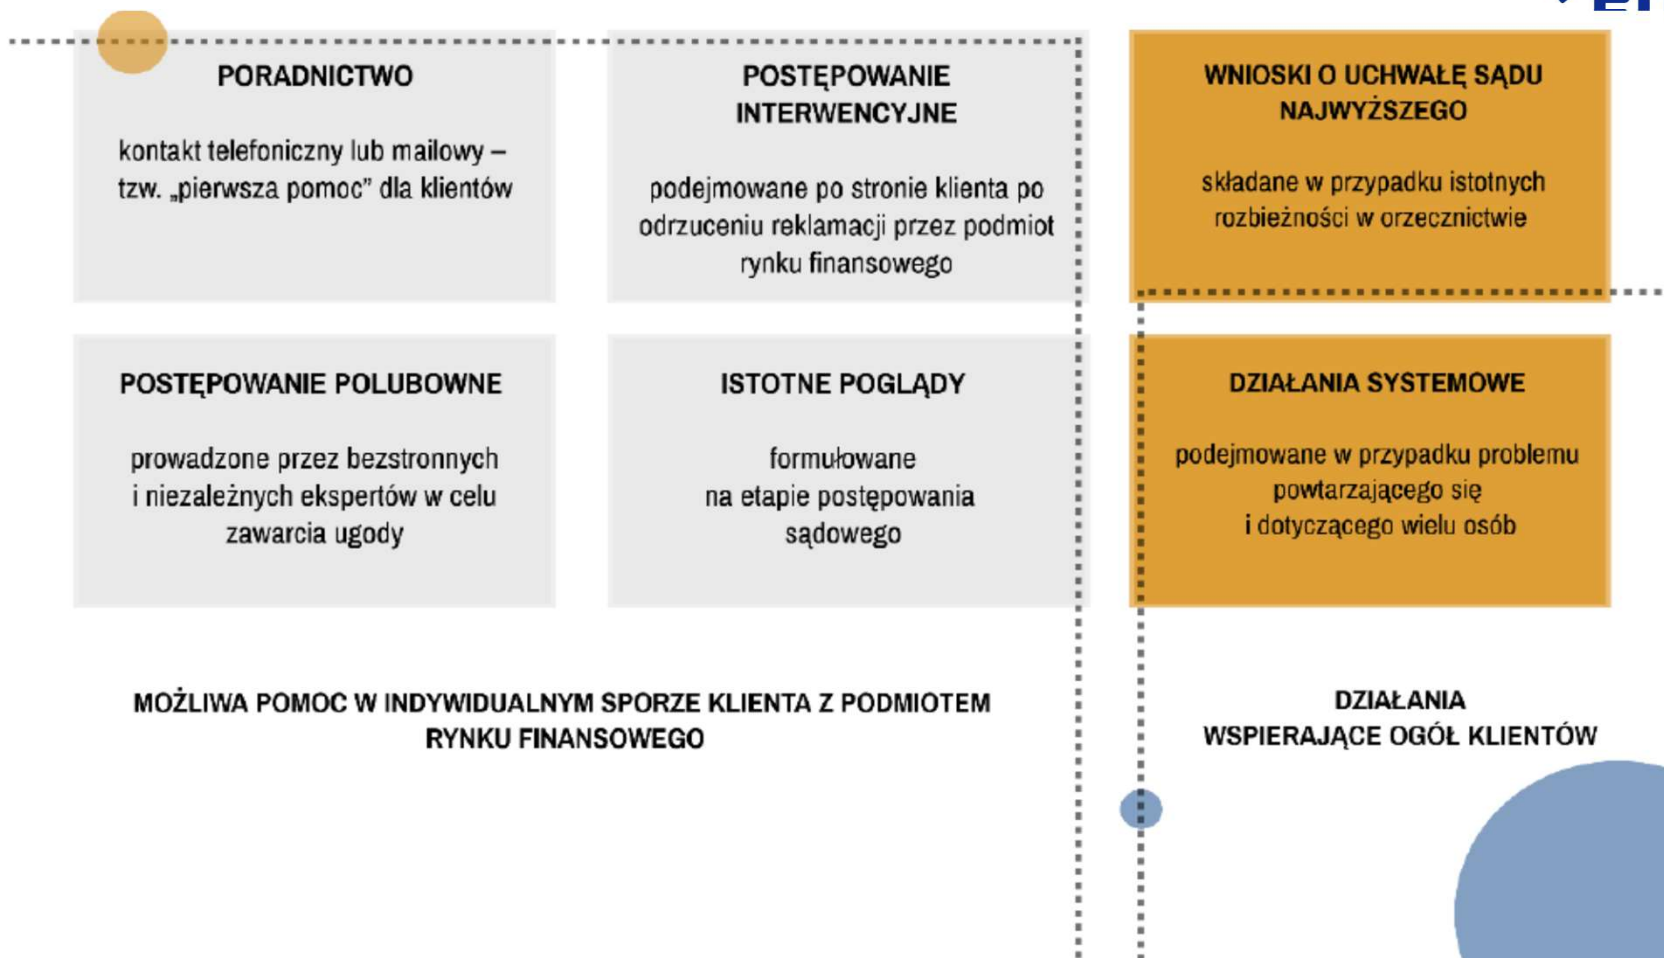 PORADNICTWO
kontakt telefoniczny lub mailowy –
tzw. „pierwsza pomoc” dla klientów
POSTĘPOWANIE
INTERWENCYJNE
podejmowane po stronie klienta po
odrzuceniu reklamacji przez podmiot
rynku finansowego
WNIOSKI O UCHWAŁĘ SĄDU
NAJWYŻSZEGO
składane w przypadku istotnych
rozbieżności w orzecznictwie
POSTĘPOWANIE POLUBOWNE
prowadzone przez bezstronnych
i niezależnych ekspertów w celu
zawarcia ugody
ISTOTNE POGLĄDY
formułowane
na etapie postępowania
sądowego
DZIAŁANIA SYSTEMOWE
podejmowane w przypadku problemu
powtarzającego się
i dotyczącego wielu osób
MOŻLIWA POMOC W INDYWIDUALNYM SPORZE KLIENTA Z PODMIOTEM
RYNKU FINANSOWEGO
DZIAŁANIA
WSPIERAJĄCE OGÓŁ KLIENTÓW